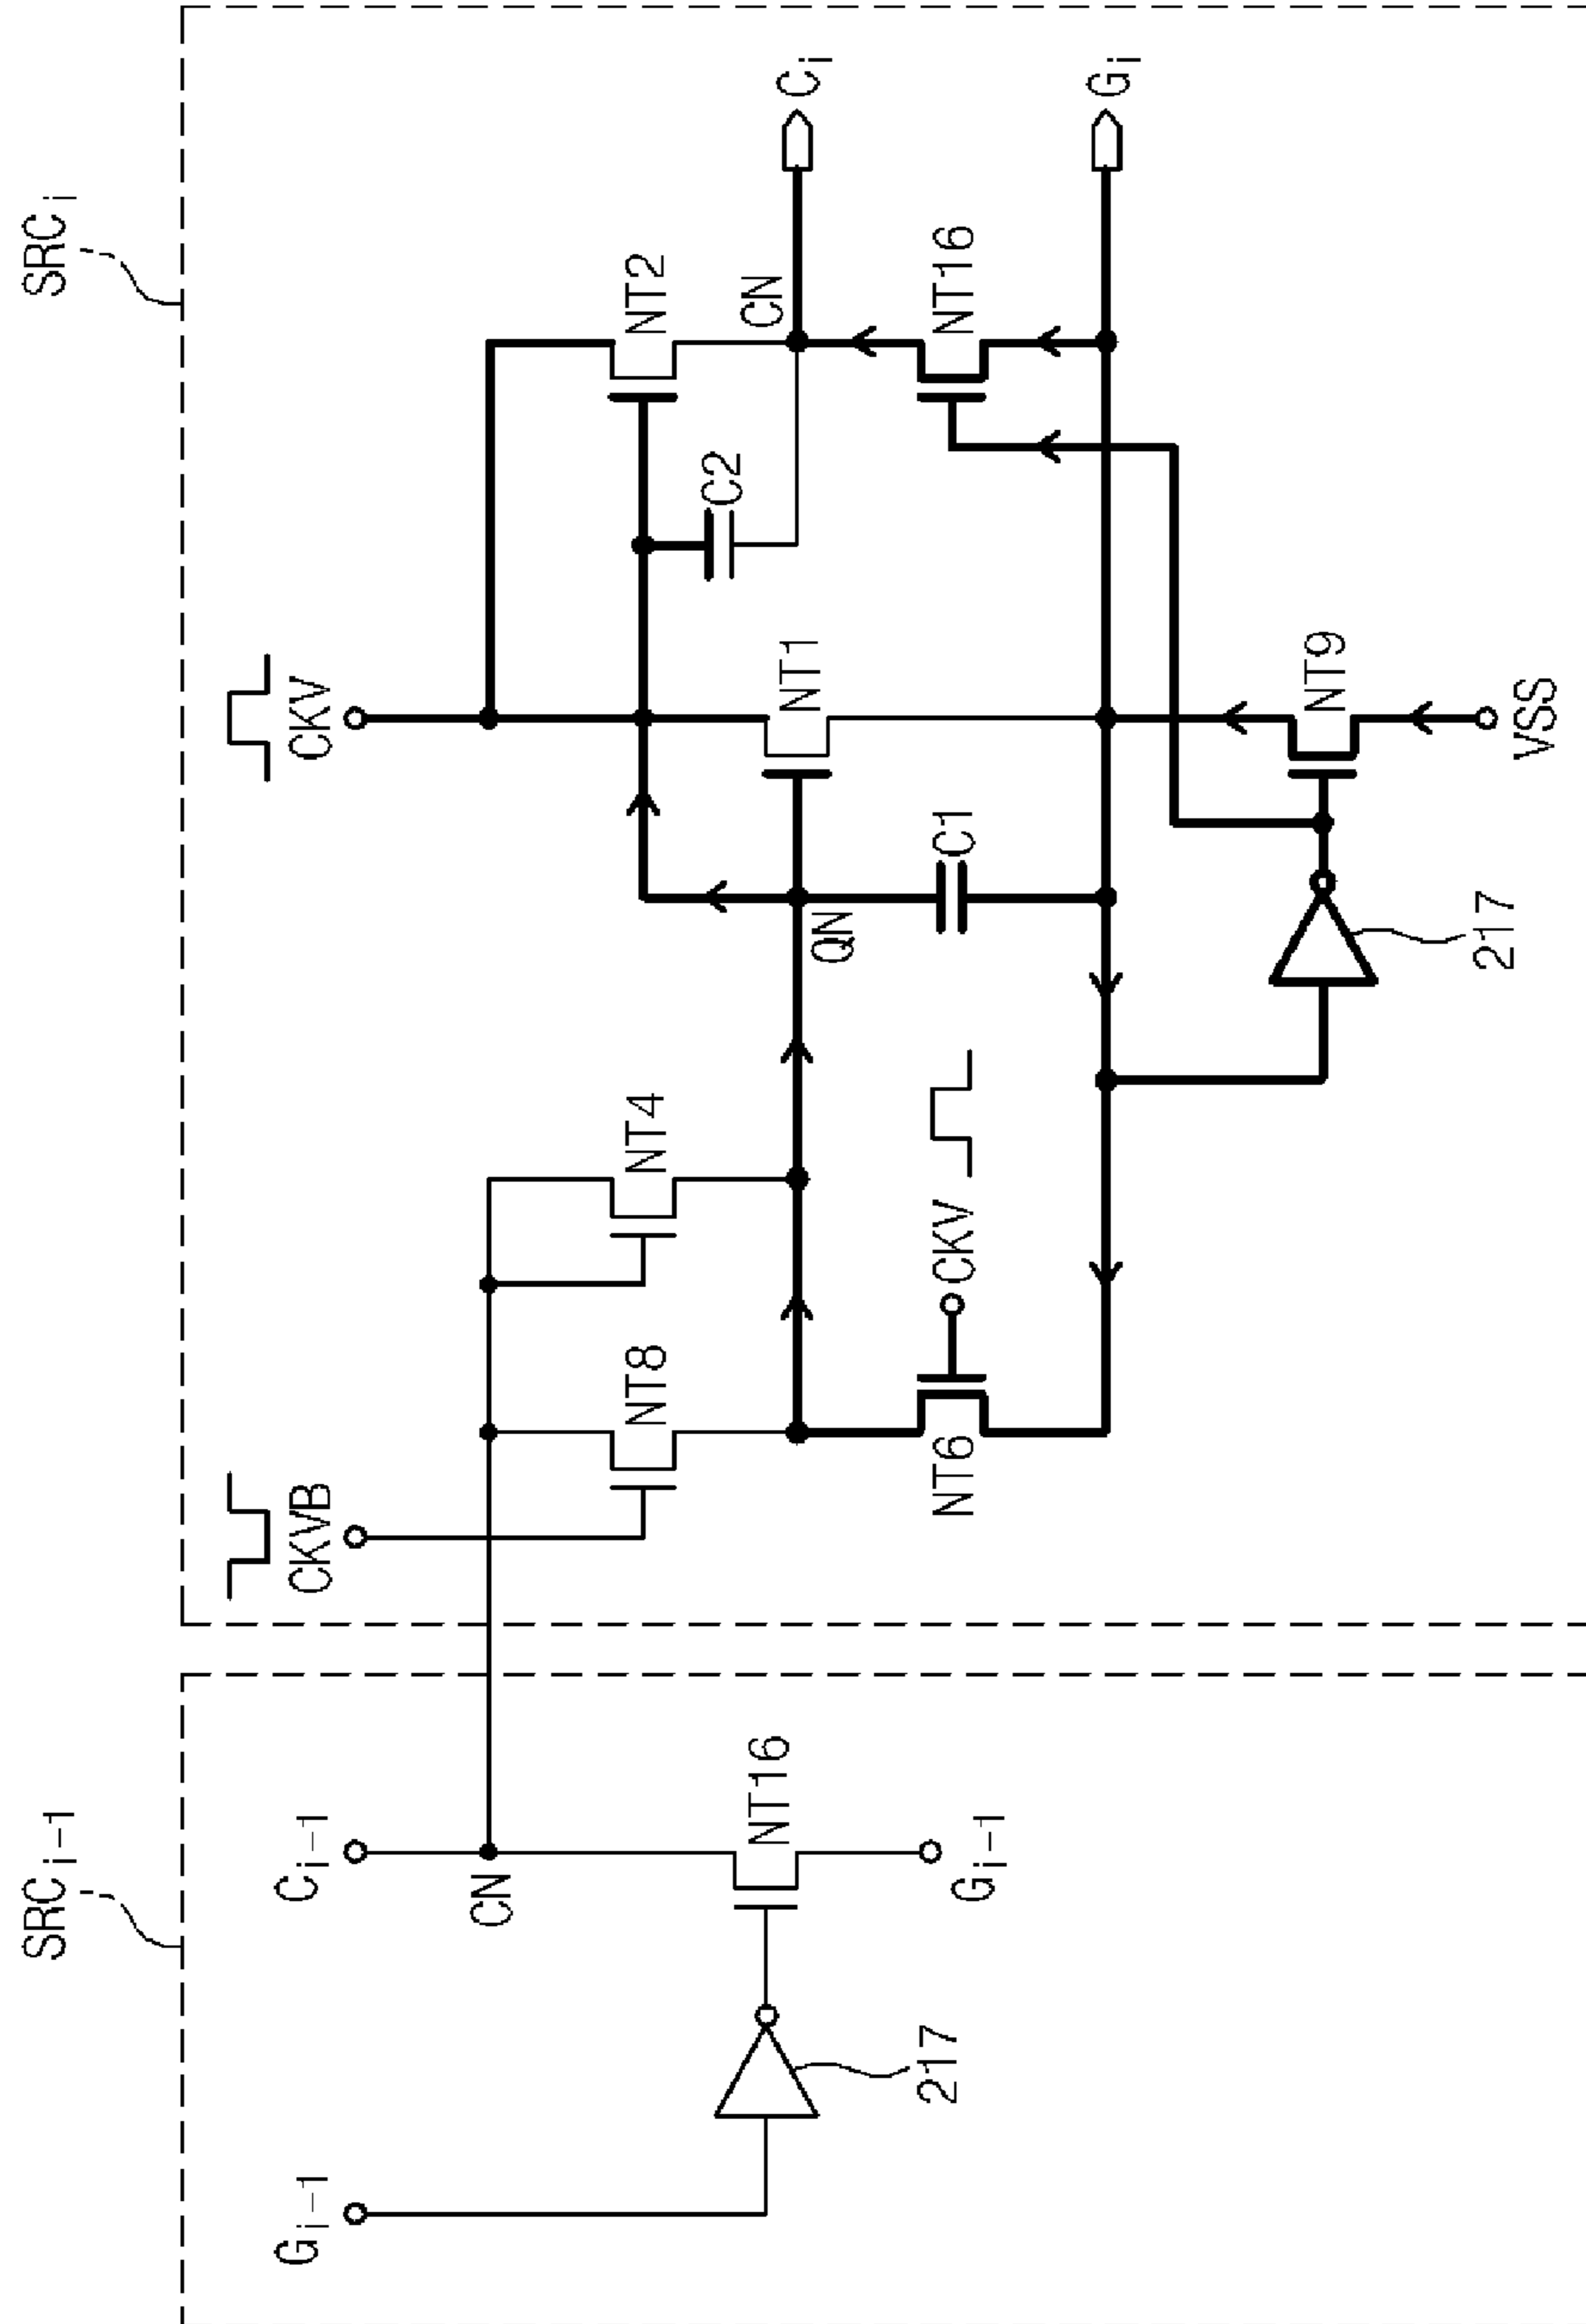 SRCi-1
SRCi
Gi-1
Ci-1
CKVB
CKV
CN
NT8
NT4
NT2
C2
CN
Ci
NT16
QN
NT1
217
Gi-1
NT6
CKV
C1
NT16
Gi
217
NT9
VSS